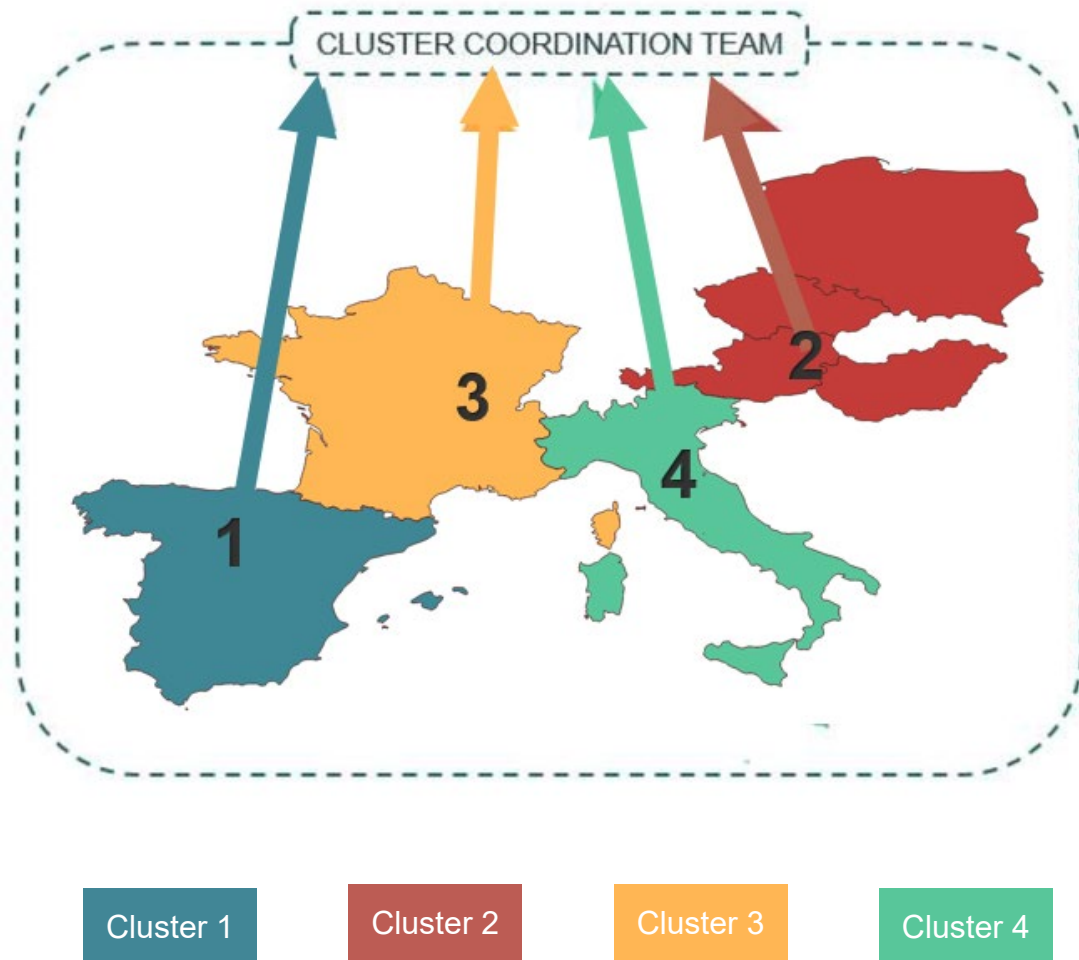 CLUSTER COORDINATION TEAM
2
3
4
1
Cluster 1
Cluster 2
Cluster 3
Cluster 4